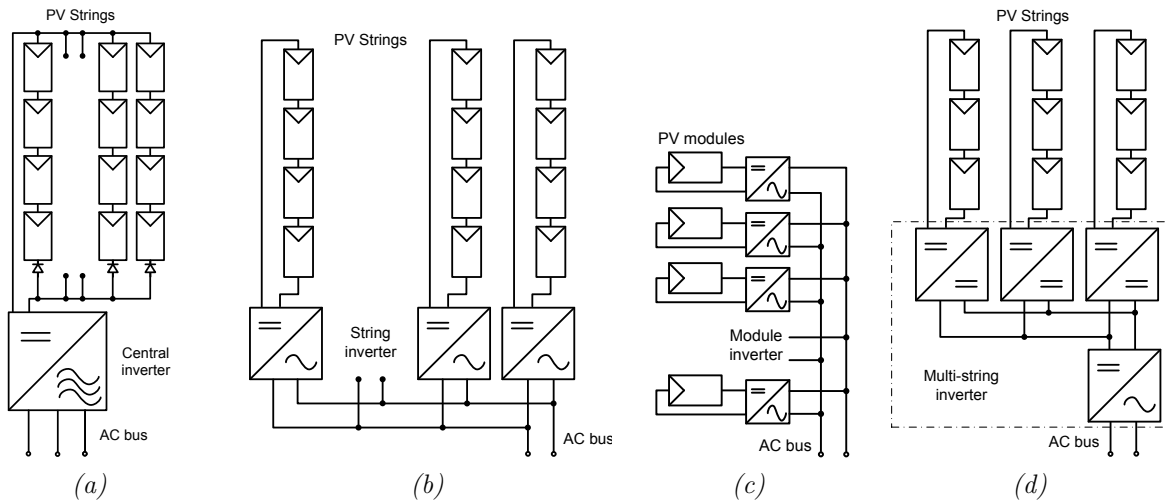 PV Strings
Central
inverter
AC bus
(a)
PV Strings
String
inverter
AC bus
(b)
PV modules
Module
inverter
AC bus
(c)
PV Strings
Multi-string
inverter
AC bus
(d)